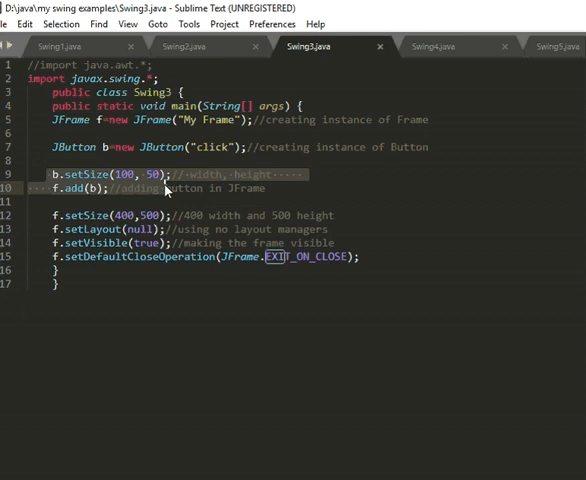 D:\java\my swing examples\Swing3.java - Sublime Text (UNREGISTERED)
Edit Selection Find View Goto Tools Project Preferences Help
Swing1.java × Swing2.java × Swing3.java × Swing4.java × Swing5.java
1 //import java.awt.*;
2 import javax.swing.*;
3 public class Swing3 {
4 public static void main(String[] args) {
5 JFrame f=new JFrame("My Frame");//creating instance of Frame
6
7 JButton b=new JButton("click");//creating instance of Button
8
9 b.setSize(100, 50);// width, height
10 f.add(b);//adding button in JFrame
11
12 f.setSize(400,500);//400 width and 500 height
13 f.setLayout(null);//using no layout managers
14 f.setVisible(true);//making the frame visible
15 f.setDefaultCloseOperation(JFrame.EXIT_ON_CLOSE);
16 }
17 }